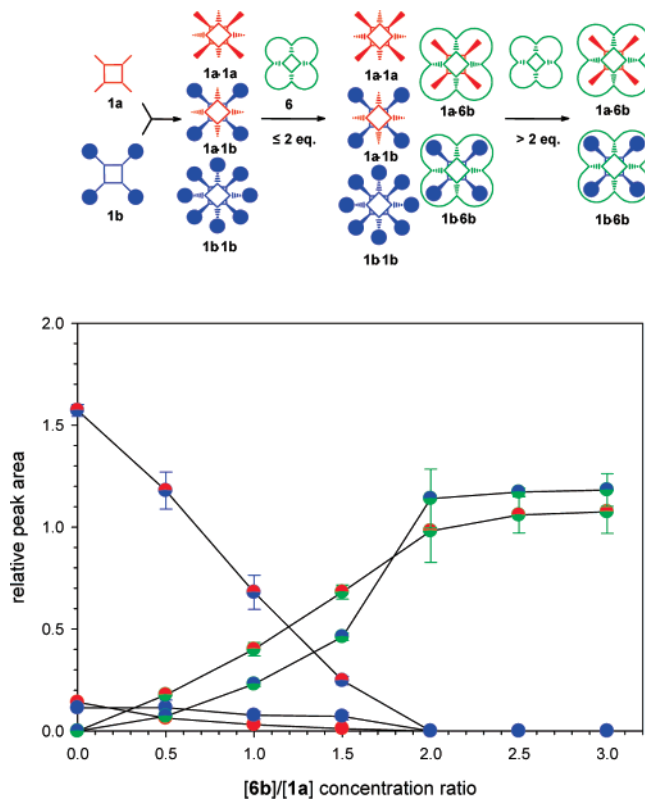 1a
1b
1a·1a
1a·1b
1b·1b
6
≤ 2 eq.
1a·1a
1a·1b
1b·1b
1a·6b
1b·6b
> 2 eq.
1a·6b
1b·6b
2.0
1.5
1.0
0.5
0.0
relative peak area
0.0 0.5 1.0 1.5 2.0 2.5 3.0
[6b]/[1a] concentration ratio